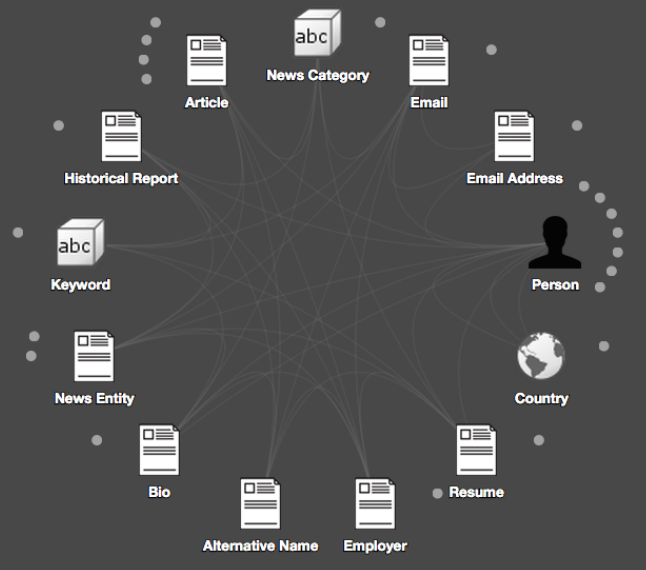 abc
News Category
Article
Email
Historical Report
Email Address
abc
Keyword
Person
News Entity
Country
Bio
Resume
Alternative Name
Employer